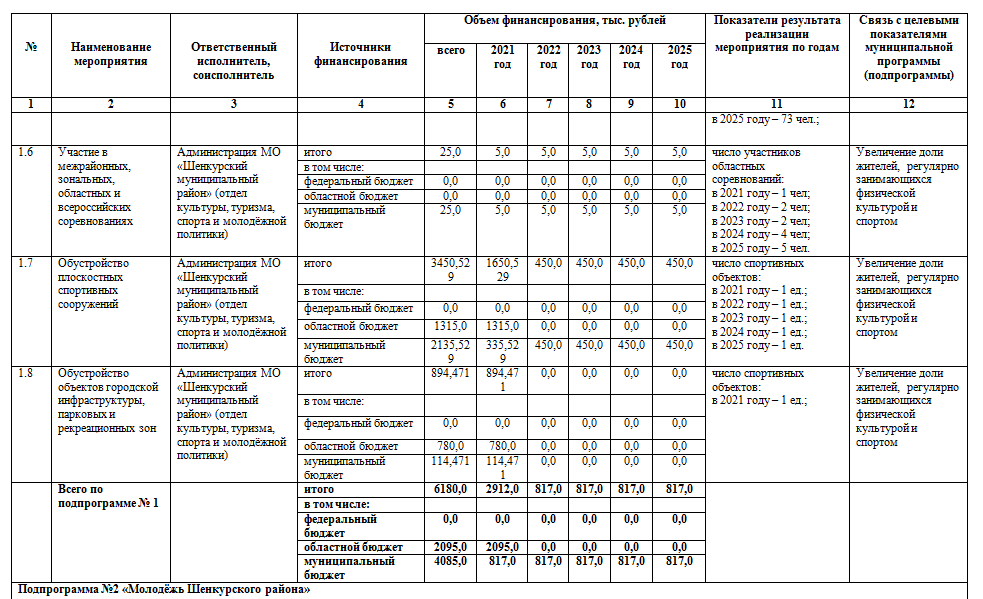 №
Наименование мероприятия
Ответственный исполнитель, соисполнитель
Источники финансирования
Объем финансирования, тыс. рублей
Показатели результата реализации мероприятия по годам
Связь с целевыми показателями муниципальной программы (подпрограммы)
всего 2021 год 2022 год 2023 год 2024 год 2025 год
1 2 3 4 5 6 7 8 9 10 11 12
в 2025 году – 73 чел.;
1.6
Участие в
межрайонных,
зональных,
областных и
всероссийских
соревнованиях
Администрация МО
«Шенкурский
муниципальный
район» (отдел
культуры, туризма,
спорта и молодёжной
политики)
итого 25,0 5,0 5,0 5,0 5,0 5,0
в том числе:
федеральный бюджет 0,0 0,0 0,0 0,0 0,0 0,0
областной бюджет 0,0 0,0 0,0 0,0 0,0 0,0
муниципальный бюджет 25,0 5,0 5,0 5,0 5,0 5,0
число участников
областных
соревнований:
в 2021 году – 1 чел;
в 2022 году – 2 чел;
в 2023 году – 2 чел;
в 2024 году – 4 чел;
в 2025 году – 5 чел.
Увеличение доли
жителей, регулярно
занимающихся
физической
культурой и
спортом
1.7
Обустройство
плоскостных
спортивных
сооружений
Администрация МО
«Шенкурский
муниципальный
район» (отдел
культуры, туризма,
спорта и молодёжной
политики)
итого 3450,529 1650,529 450,0 450,0 450,0 450,0
в том числе:
федеральный бюджет 0,0 0,0 0,0 0,0 0,0 0,0
областной бюджет 1315,0 1315,0 0,0 0,0 0,0 0,0
муниципальный бюджет 2135,529 335,529 450,0 450,0 450,0 450,0
число спортивных
объектов:
в 2021 году – 1 ед.;
в 2022 году – 1 ед.;
в 2023 году – 1 ед.;
в 2024 году – 1 ед.;
в 2025 году – 1 ед.
Увеличение доли
жителей, регулярно
занимающихся
физической
культурой и
спортом
1.8
Обустройство
объектов городской
инфраструктуры,
парковых и
рекреационных зон
Администрация МО
«Шенкурский
муниципальный
район» (отдел
культуры, туризма,
спорта и молодёжной
политики)
итого 894,471 894,471 0,0 0,0 0,0 0,0
в том числе:
федеральный бюджет 0,0 0,0 0,0 0,0 0,0 0,0
областной бюджет 780,0 780,0 0,0 0,0 0,0 0,0
муниципальный бюджет 114,471 114,471 0,0 0,0 0,0 0,0
число спортивных
объектов:
в 2021 году – 1 ед.;
Увеличение доли
жителей, регулярно
занимающихся
физической
культурой и
спортом
Всего по
подпрограмме № 1
итого 6180,0 2912,0 817,0 817,0 817,0 817,0
в том числе:
федеральный бюджет 0,0 0,0 0,0 0,0 0,0 0,0
областной бюджет 2095,0 2095,0 0,0 0,0 0,0 0,0
муниципальный бюджет 4085,0 817,0 817,0 817,0 817,0 817,0
Подпрограмма №2 «Молодёжь Шенкурского района»